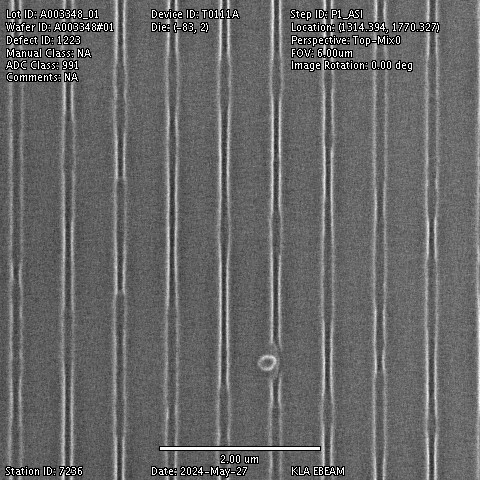 Lot ID: A003348_01
Wafer ID: A003348#01
Defect ID: 1223
Manual Class: NA
ADC Class: 991
Comments: NA
Device ID: T0111A
Die: (-83, 2)
Step ID: P1_ASI
Location: (1314.394, 1770.327)
Perspective: Top-Mix0
FOV: 6.00um
Image Rotation: 0.00 deg
2.00 um
Station ID: 7236
Date: 2024-May-27
KLA EBEAM